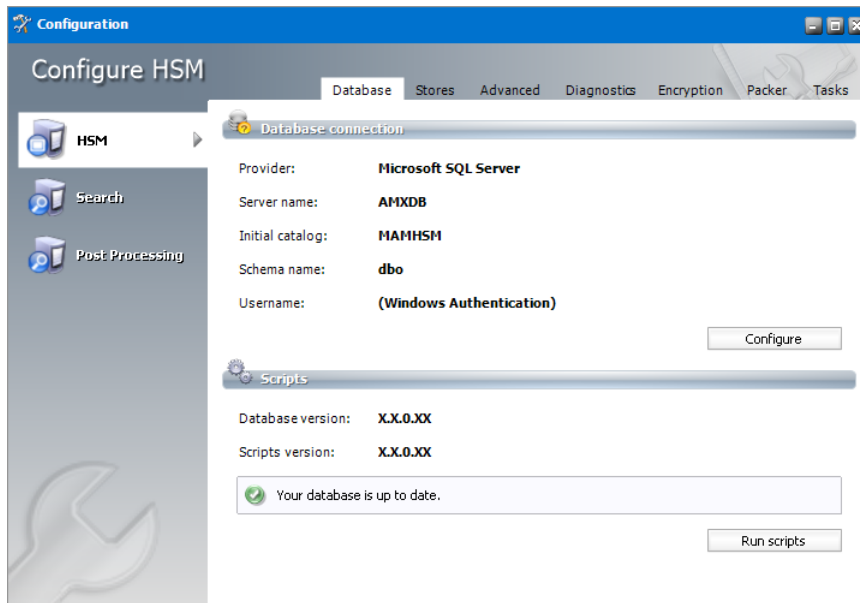 Configuration
Configure HSM
Database Stores Advanced Diagnostics Encryption Packer Tasks
HSM
Search
Post Processing
Database connection
Provider: Microsoft SQL Server
Server name: AMXDB
Initial catalog: MAMHSM
Schema name: dbo
Username: (Windows Authentication)
Configure
Scripts
Database version: X.X.0.XX
Scripts version: X.X.0.XX
Your database is up to date.
Run scripts